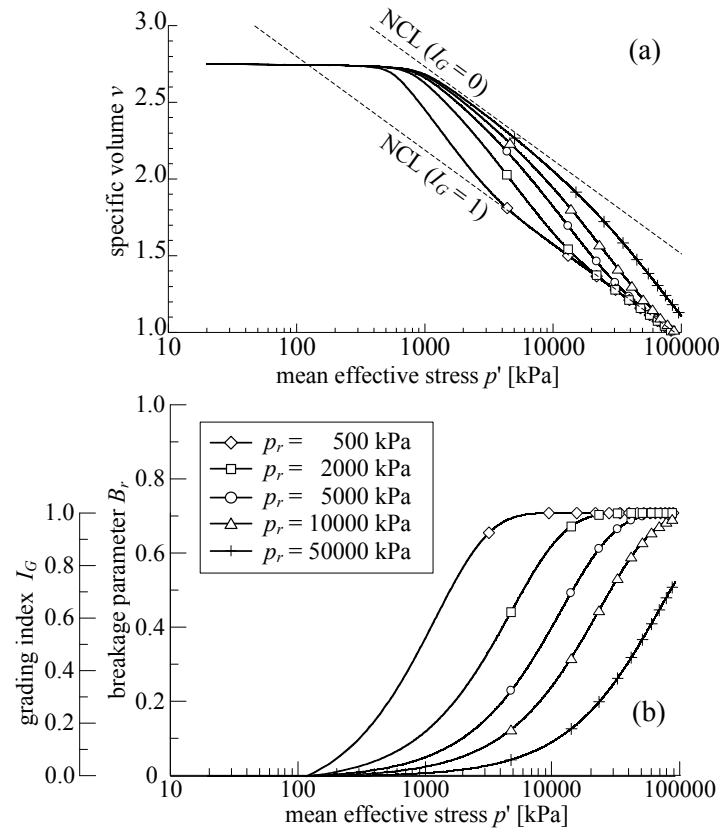 3.0
2.5
2.0
1.5
1.0
specific volume v
NCL (I_G = 0)
NCL (I_G = 1)
(a)
10
100
1000
10000
100000
mean effective stress p' [kPa]
1.0
0.8
0.6
0.4
0.2
0
breakage parameter B_r
1.0
0.8
0.6
0.4
0.2
0.0
grading index I_G
p_r = 500 kPa
p_r = 2000 kPa
p_r = 5000 kPa
p_r = 10000 kPa
p_r = 50000 kPa
(b)
10
100
1000
10000
100000
mean effective stress p' [kPa]